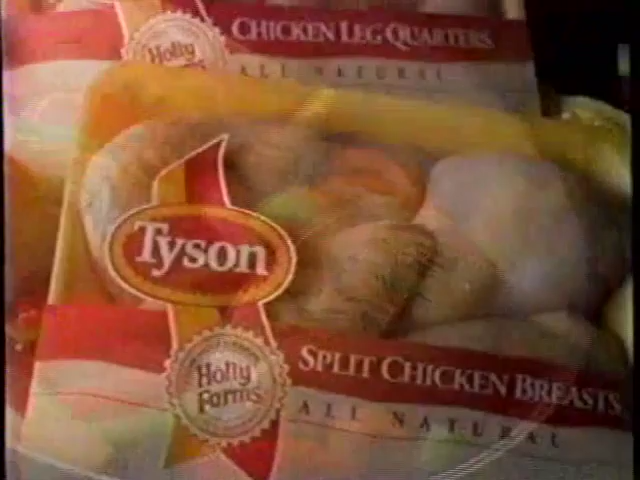 CHICKEN LEG QUARTERS
Holly
ALL NATURAL
Tyson
Holly
Farms
SPLIT CHICKEN BREASTS
ALL NATURAL